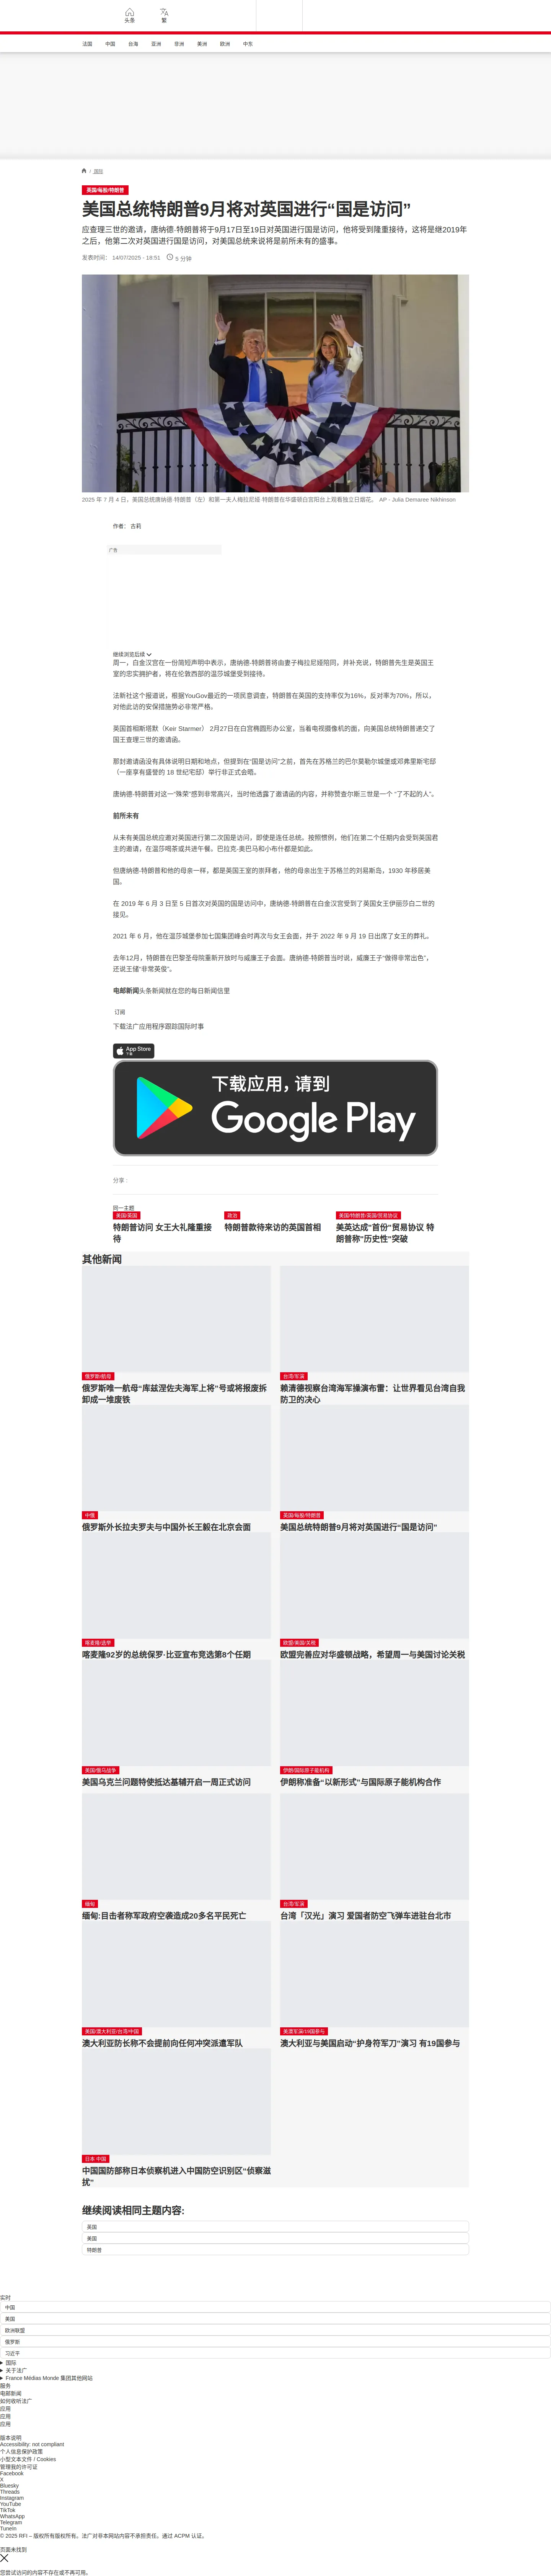 头条
繁
法国
中国
台海
亚洲
非洲
美洲
欧洲
中东
/ 国际
英国/每股/特朗普
美国总统特朗普9月将对英国进行“国是访问”
应查理三世的邀请，唐纳德·特朗普将于9月17日至19日对英国进行国是访问，他将受到隆重接待，这将是继2019年
之后，他第二次对英国进行国是访问，对美国总统来说将是前所未有的盛事。
发表时间： 14/07/2025 - 18:51
5 分钟
2025 年 7 月 4 日，美国总统唐纳德·特朗普（左）和第一夫人梅拉尼娅·特朗普在华盛顿白宫阳台上观看独立日烟花。 AP - Julia Demaree Nikhinson
作者： 古莉
广告
继续浏览后续
周一，白金汉宫在一份简短声明中表示，唐纳德-特朗普将由妻子梅拉尼娅陪同，并补充说，特朗普先生是英国王
室的忠实拥护者，将在伦敦西部的温莎城堡受到接待。
法新社这个报道说，根据YouGov最近的一项民意调查，特朗普在英国的支持率仅为16%，反对率为70%，所以，
对他此访的安保措施势必非常严格。
英国首相斯塔默（Keir Starmer） 2月27日在白宫椭圆形办公室，当着电视摄像机的面，向美国总统特朗普递交了
国王查理三世的邀请函。
那封邀请函没有具体说明日期和地点，但提到在“国是访问”之前，首先在苏格兰的巴尔莫勒尔城堡或邓弗里斯宅邸
（一座享有盛誉的 18 世纪宅邸）举行非正式会晤。
唐纳德-特朗普对这一“殊荣”感到非常高兴，当时他透露了邀请函的内容，并称赞查尔斯三世是一个 “了不起的人”。
前所未有
从未有美国总统应邀对英国进行第二次国是访问，即使是连任总统。按照惯例，他们在第二个任期内会受到英国君
主的邀请，在温莎喝茶或共进午餐。巴拉克-奥巴马和小布什都是如此。
但唐纳德-特朗普和他的母亲一样，都是英国王室的崇拜者，他的母亲出生于苏格兰的刘易斯岛，1930 年移居美
国。
在 2019 年 6 月 3 日至 5 日首次对英国的国是访问中，唐纳德-特朗普在白金汉宫受到了英国女王伊丽莎白二世的
接见。
2021 年 6 月，他在温莎城堡参加七国集团峰会时再次与女王会面，并于 2022 年 9 月 19 日出席了女王的葬礼。
去年12月，特朗普在巴黎圣母院重新开放时与威廉王子会面。唐纳德-特朗普当时说，威廉王子“做得非常出色”，
还说王储“非常英俊”。
电邮新闻头条新闻就在您的每日新闻信里
订阅
下载法广应用程序跟踪国际时事
App Store
下载
下载应用，请到
Google Play
分享 :
同一主题
美国/英国
特朗普访问 女王大礼隆重接
待
政治
特朗普款待来访的英国首相
美国/特朗普/英国/贸易协议
美英达成"首份"贸易协议 特
朗普称"历史性"突破
其他新闻
俄罗斯/航母
俄罗斯唯一航母“库兹涅佐夫海军上将”号或将报废拆
卸成一堆废铁
台湾/军演
赖清德视察台湾海军操演布雷：让世界看见台湾自我
防卫的决心
中俄
俄罗斯外长拉夫罗夫与中国外长王毅在北京会面
英国/每股/特朗普
美国总统特朗普9月将对英国进行“国是访问”
喀麦隆/选举
喀麦隆92岁的总统保罗·比亚宣布竞选第8个任期
欧盟/美国/关税
欧盟完善应对华盛顿战略，希望周一与美国讨论关税
美国/俄乌战争
美国乌克兰问题特使抵达基辅开启一周正式访问
伊朗/国际原子能机构
伊朗称准备“以新形式”与国际原子能机构合作
缅甸
缅甸:目击者称军政府空袭造成20多名平民死亡
台湾/军演
台湾「汉光」演习 爱国者防空飞弹车进驻台北市
美国/澳大利亚/台湾/中国
澳大利亚防长称不会提前向任何冲突派遣军队
美澳军演/19国参与
澳大利亚与美国启动“护身符军刀”演习 有19国参与
日本 中国
中国国防部称日本侦察机进入中国防空识别区“侦察滋
扰”
继续阅读相同主题内容:
英国
美国
特朗普
实时
中国
美国
欧洲联盟
俄罗斯
习近平
国际
关于法广
France Médias Monde 集团其他网站
服务
电邮新闻
如何收听法广
应用
应用
应用
版本说明
Accessibility: not compliant
个人信息保护政策
小型文本文件 / Cookies
管理我的许可证
Facebook
X
Bluesky
Threads
Instagram
YouTube
TikTok
WhatsApp
Telegram
TuneIn
© 2025 RFI – 版权所有版权所有。法广对非本网站内容不承担责任。通过 ACPM 认证。
页面未找到
您尝试访问的内容不存在或不再可用。